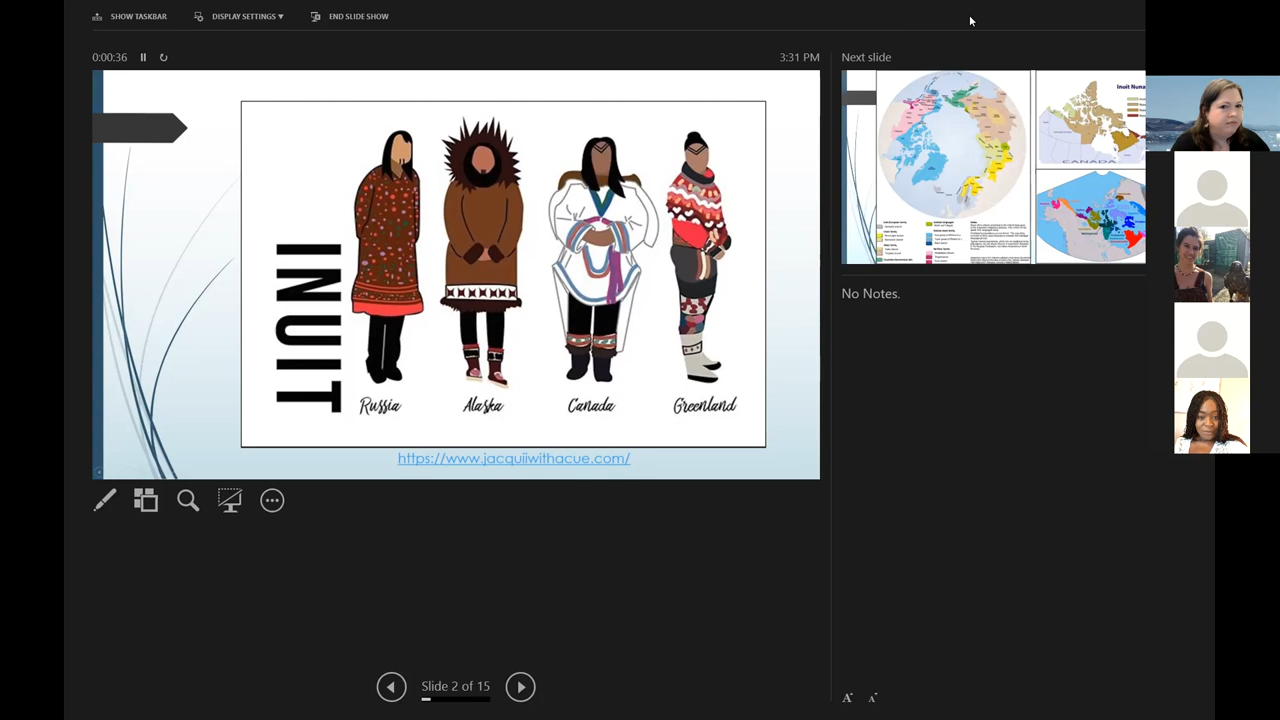 SHOW TASKBAR
DISPLAY SETTINGS ▼
END SLIDE SHOW
0:00:36
3:31 PM
Next slide
INUIT
Russia
Alaska
Canada
Greenland
https://www.jacquiiwithacue.com/
CANADA
No Notes.
Slide 2 of 15
A
A